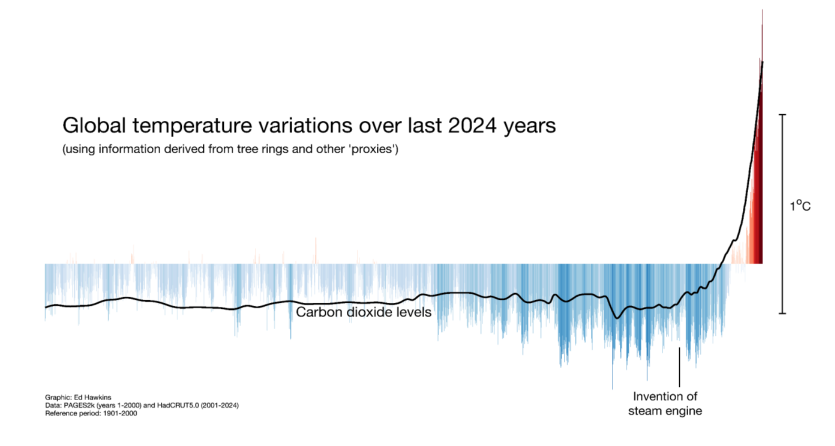 Global temperature variations over last 2024 years
(using information derived from tree rings and other 'proxies')
1°C
Carbon dioxide levels
Invention of
steam engine
Graphic: Ed Hawkins
Data: PAGES2k (years 1-2000) and HadCRUT5.0 (2001-2024)
Reference period: 1901-2000